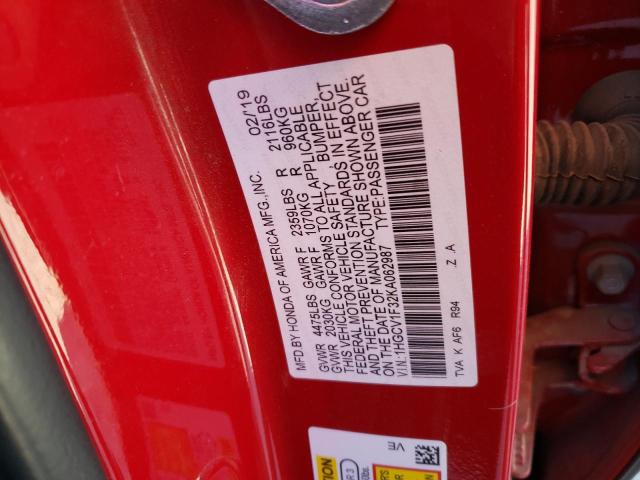 MFD.BY HONDA OF AMERICA MFG.,INC. 02/'19
GVWR 4475LBS GAWR F 2359LBS R 2116LBS
GVWR 2030KG GAWR F 1070KG R 960KG
THIS VEHICLE CONFORMS TO ALL APPLICABLE
FEDERAL MOTOR VEHICLE SAFETY, BUMPER,
AND THEFT PREVENTION STANDARDS IN EFFECT
ON THE DATE OF MANUFACTURE SHOWN ABOVE.
V.I.N.:1HGCV1F32KA062987 TYPE:PASSENGER CAR
TVA K AF6 R94 Z A